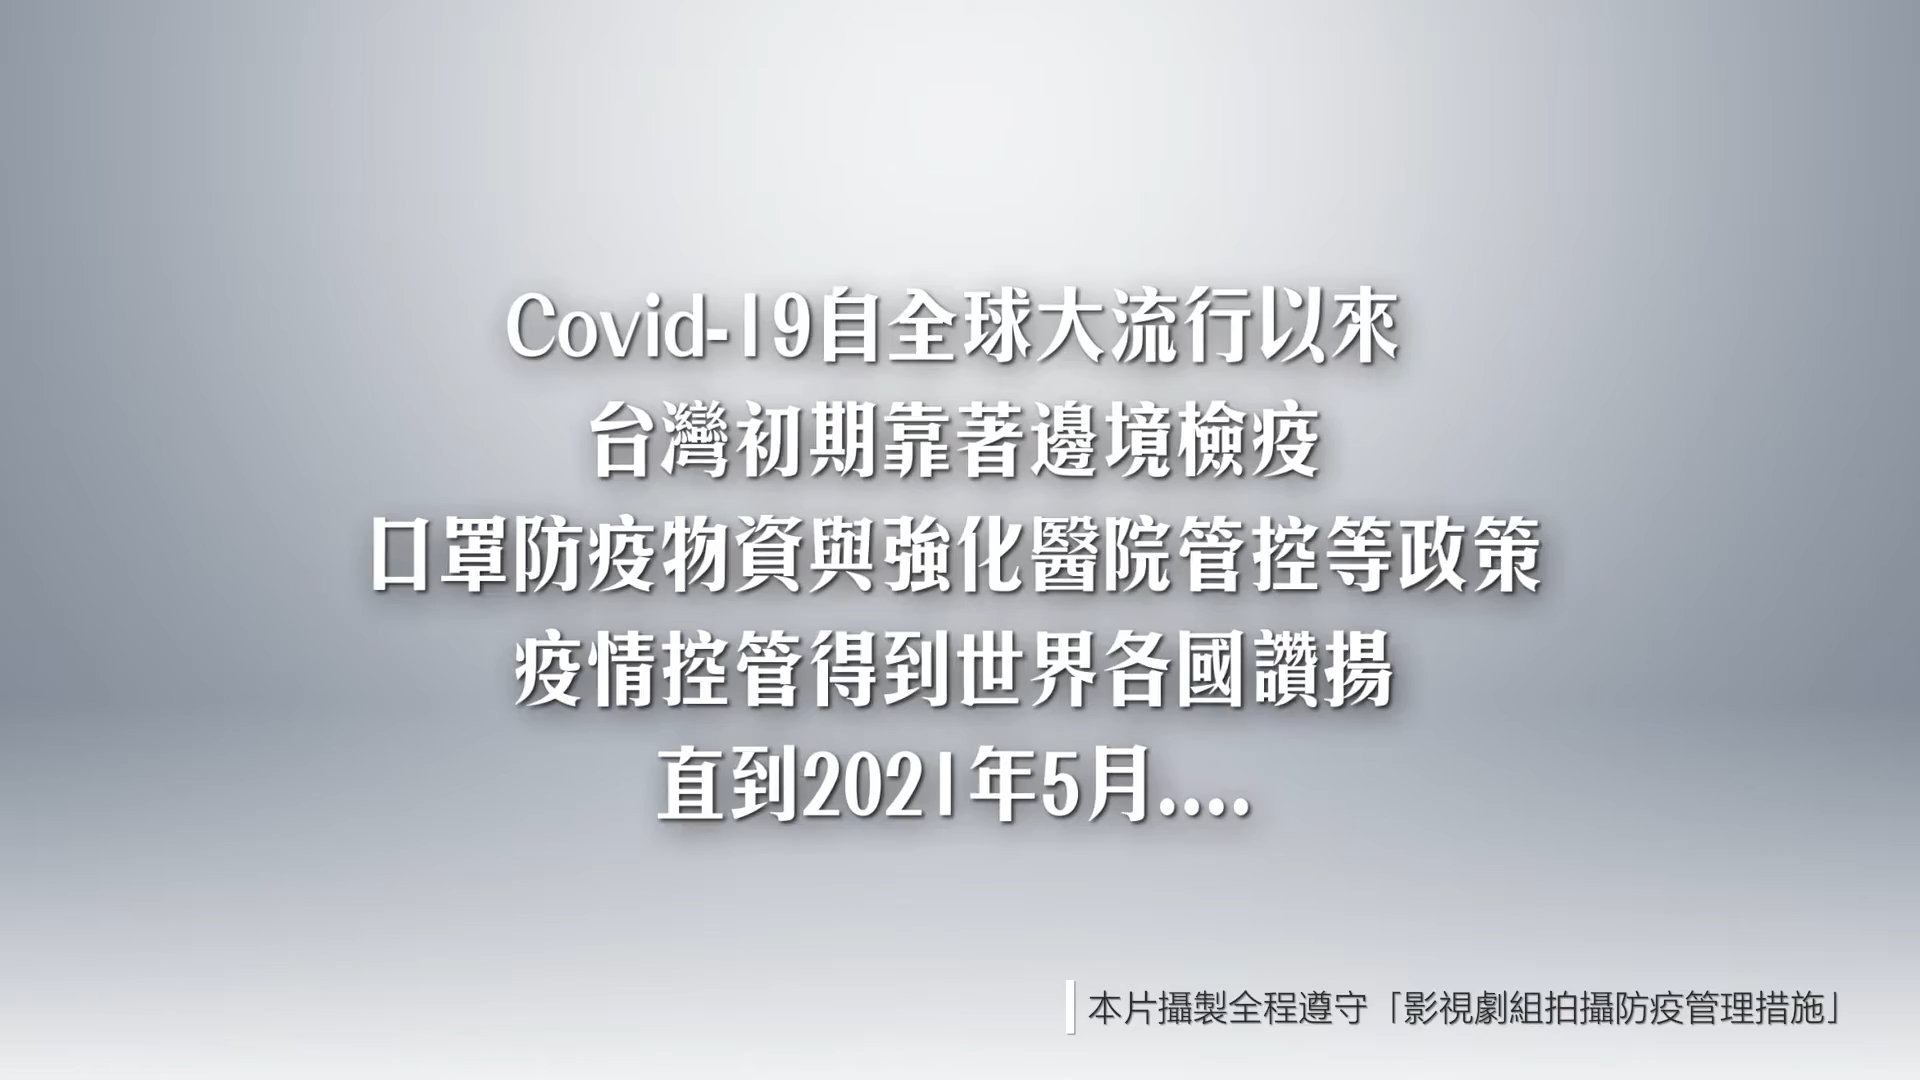 Covid-19自全球大流行以來
台灣初期靠著邊境檢疫
口罩防疫物資與強化醫院管控等政策
疫情控管得到世界各國讚揚
直到2021年5月....
本片攝製全程遵守「影視劇組拍攝防疫管理措施」